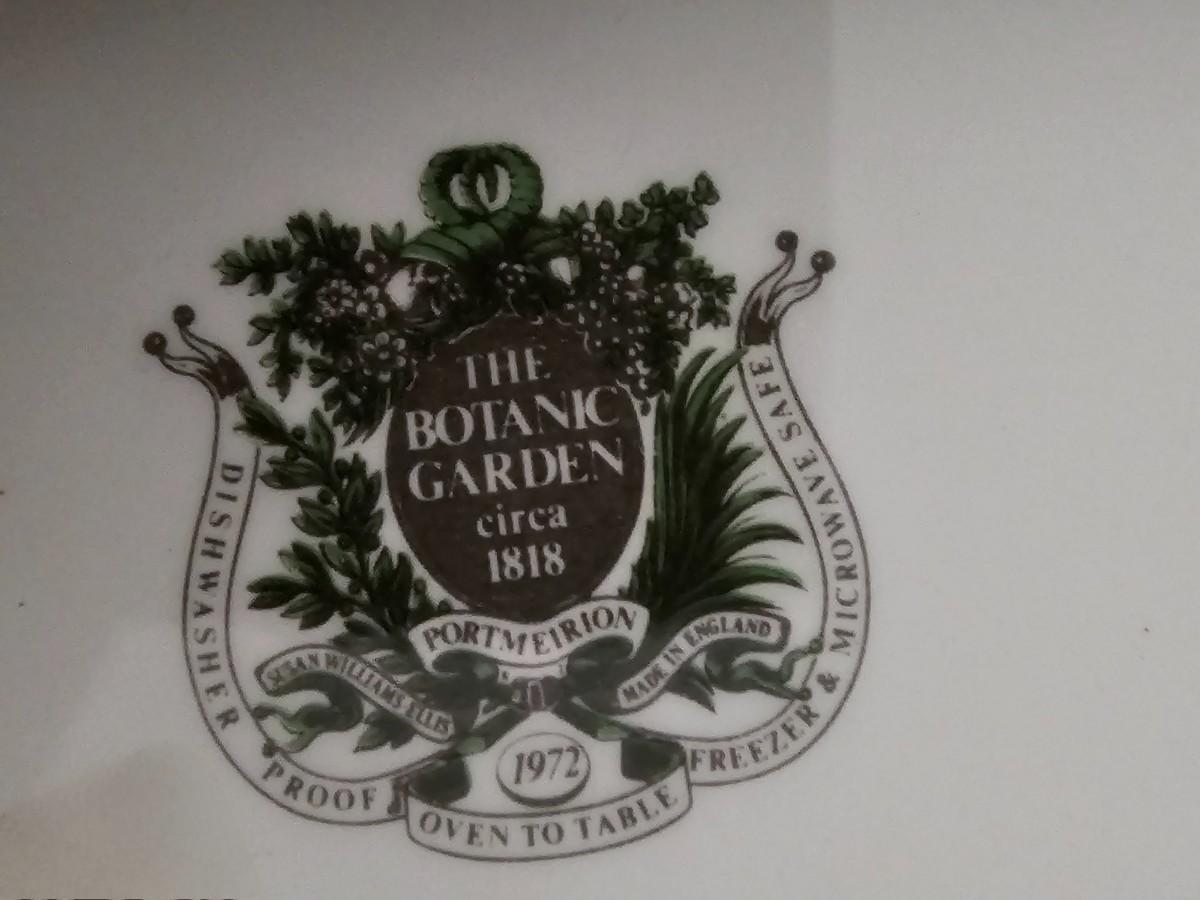 THE
BOTANIC
GARDEN
circa
1818
PORTMEIRION
SUSAN WILLIAMS ELLIS
MADE IN ENGLAND
1972
DISHWASHER PROOF
OVEN TO TABLE
FREEZER & MICROWAVE SAFE